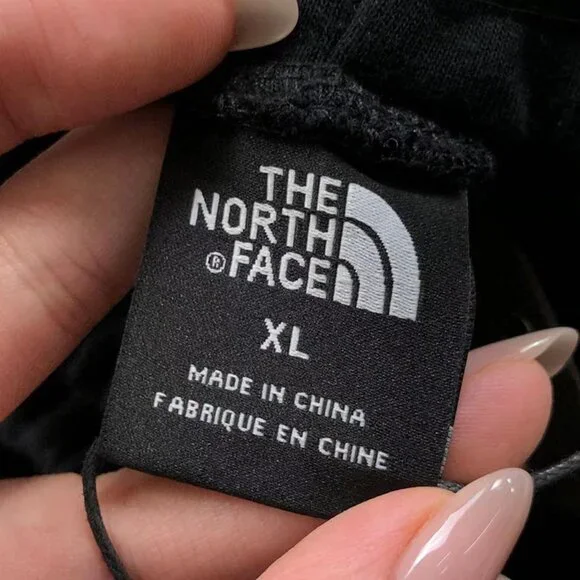 THE
NORTH
® FACE
XL
MADE IN CHINA
FABRIQUE EN CHINE